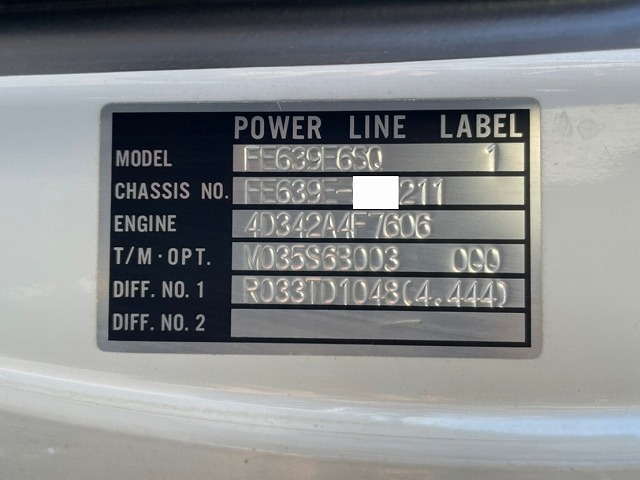 POWER LINE LABEL
MODEL FE639E6SQ 1
CHASSIS NO. FE639E- 211
ENGINE 4D342A4F7606
T/M·OPT. M035S6B003 000
DIFF. NO. 1 R033TD1048(4.444)
DIFF. NO. 2